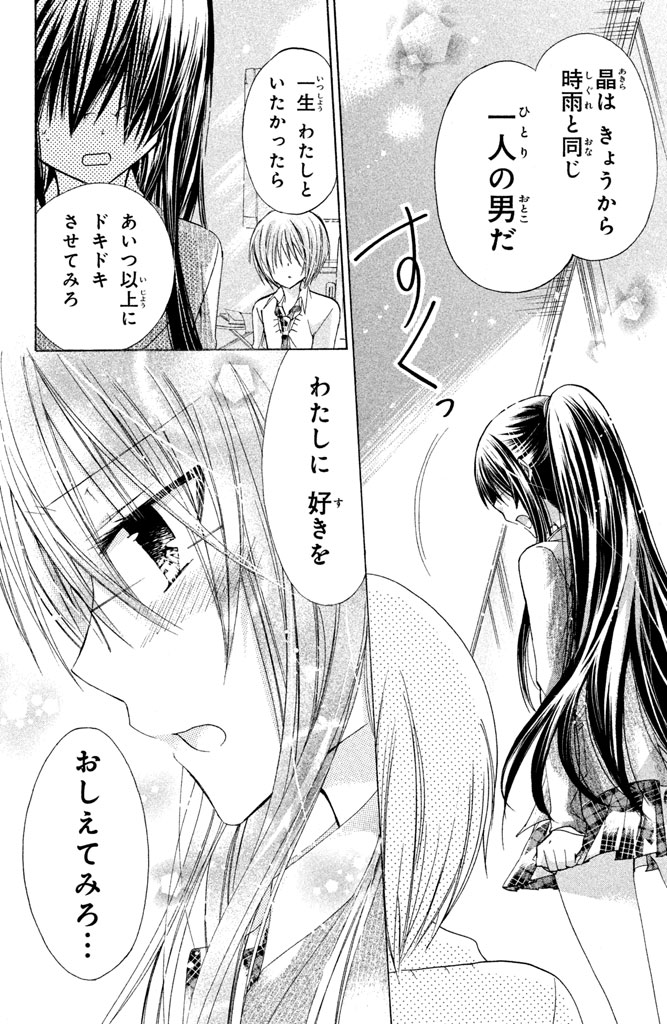 晶は きょうから
時雨と同じ
一人の男だ
すくっ
一生 わたしと
いたかったら
あいつ以上に
ドキドキ
させてみろ
わたしに 好きを
おしえてみろ…